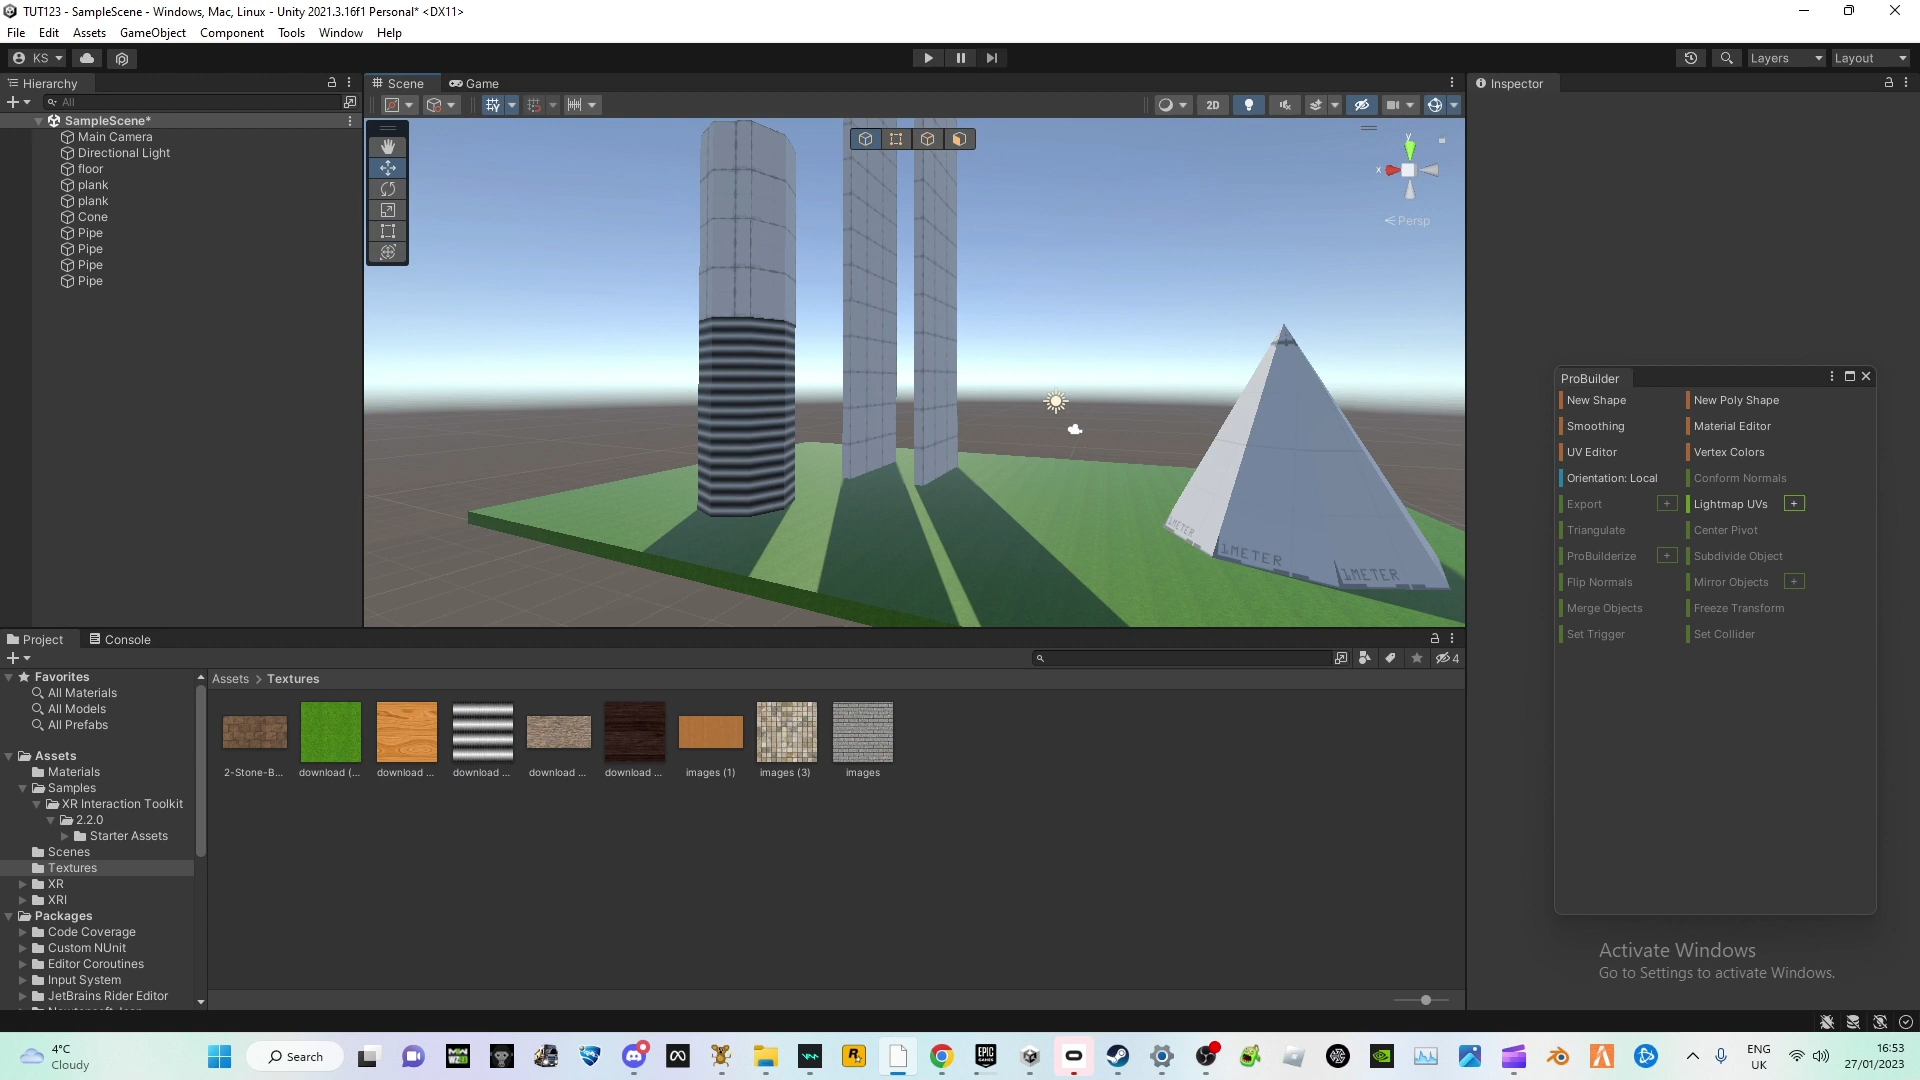 TUT123 - SampleScene - Windows, Mac, Linux - Unity 2021.3.16f1 Personal* <DX11>
File Edit Assets GameObject Component Tools Window Help
KS
Layers
Layout
Hierarchy
Scene
Game
Inspector
All
2D
SampleScene*
Main Camera
Directional Light
floor
plank
plank
Cone
Pipe
Pipe
Pipe
Pipe
y
x
Persp
1METER
1METER
1METER
ProBuilder
New Shape
New Poly Shape
Smoothing
Material Editor
UV Editor
Vertex Colors
Orientation: Local
Conform Normals
Export +
Lightmap UVs +
Triangulate
Center Pivot
ProBuilderize +
Subdivide Object
Flip Normals
Mirror Objects +
Merge Objects
Freeze Transform
Set Trigger
Set Collider
Project
Console
4
Favorites
All Materials
All Models
All Prefabs
Assets
Materials
Samples
XR Interaction Toolkit
2.2.0
Starter Assets
Scenes
Textures
XR
XRI
Packages
Code Coverage
Custom NUnit
Editor Coroutines
Input System
JetBrains Rider Editor
Assets > Textures
2-Stone-B...
download (...
download ...
download ...
download ...
download ...
images (1)
images (3)
images
Activate Windows
Go to Settings to activate Windows.
4°C
Cloudy
Search
EPIC
GAMES
ENG
UK
16:53
27/01/2023